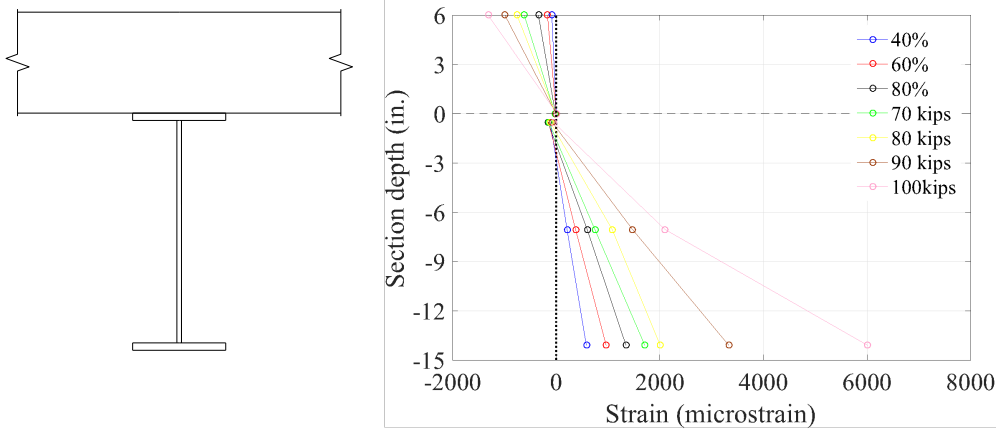 6
3
0
-3
-6
-9
-12
-15
Section depth (in.)
-2000
0
2000
4000
6000
8000
Strain (microstrain)
40%
60%
80%
70 kips
80 kips
90 kips
100kips